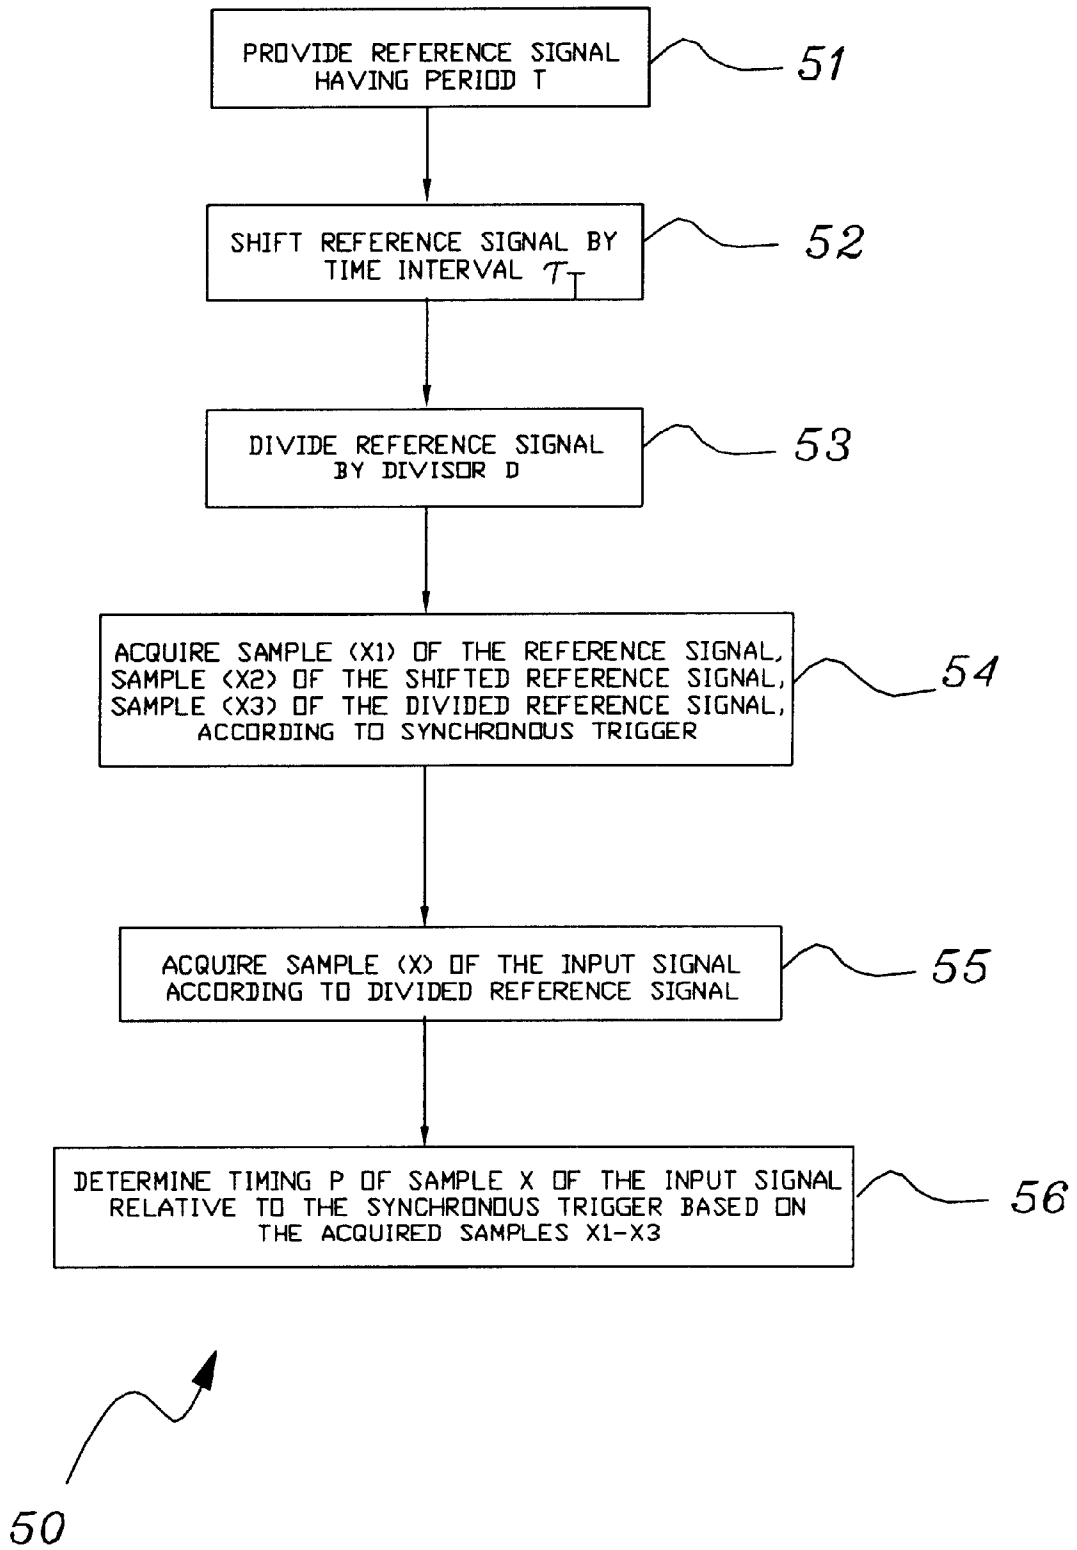 PROVIDE REFERENCE SIGNAL
HAVING PERIOD T
51
SHIFT REFERENCE SIGNAL BY
TIME INTERVAL τT
52
DIVIDE REFERENCE SIGNAL
BY DIVISOR D
53
ACQUIRE SAMPLE (X1) OF THE REFERENCE SIGNAL,
SAMPLE (X2) OF THE SHIFTED REFERENCE SIGNAL,
SAMPLE (X3) OF THE DIVIDED REFERENCE SIGNAL,
ACCORDING TO SYNCHRONOUS TRIGGER
54
ACQUIRE SAMPLE (X) OF THE INPUT SIGNAL
ACCORDING TO DIVIDED REFERENCE SIGNAL
55
DETERMINE TIMING P OF SAMPLE X OF THE INPUT SIGNAL
RELATIVE TO THE SYNCHRONOUS TRIGGER BASED ON
THE ACQUIRED SAMPLES X1-X3
56
50